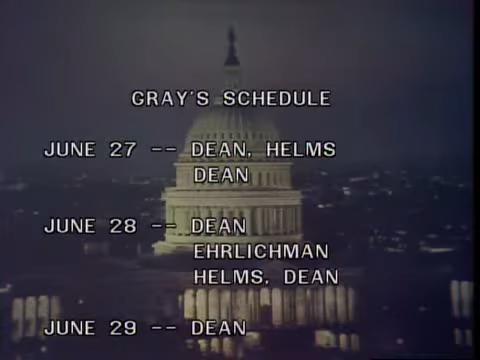 GRAY'S SCHEDULE
JUNE 27 -- DEAN, HELMS
DEAN
JUNE 28 -- DEAN
EHRLICHMAN
HELMS, DEAN
JUNE 29 -- DEAN